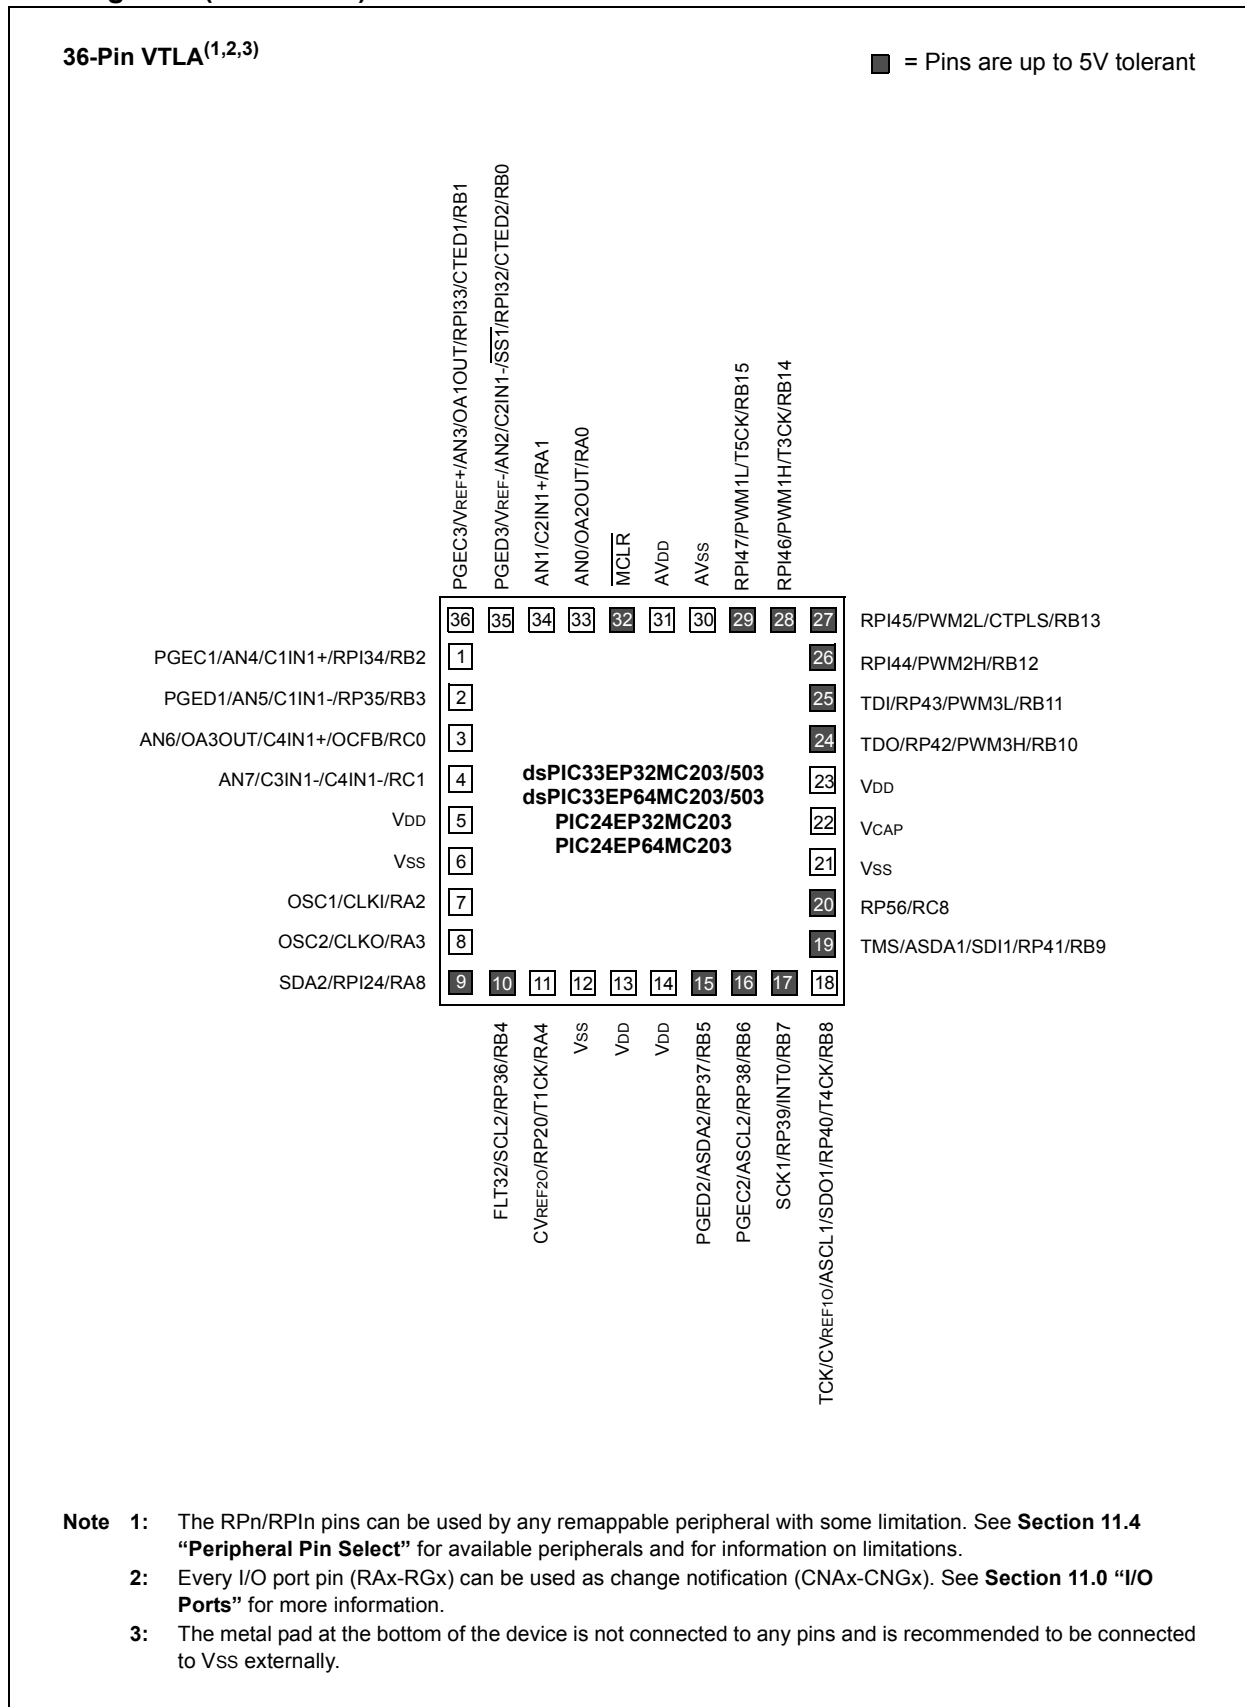 36-Pin VTLA(1,2,3)
= Pins are up to 5V tolerant
PGEC3/VREF+/AN3/OA1OUT/RPI33/CTED1/RB1
PGED3/VREF-/AN2/C2IN1-/SS1/RPI32/CTED2/RB0
AN1/C2IN1+/RA1
AN0/OA2OUT/RA0
MCLR
AVDD
AVSS
RPI47/PWM1L/T5CK/RB15
RPI46/PWM1H/T3CK/RB14
36 35 34 33 32 31 30 29 28 27 RPI45/PWM2L/CTPLS/RB13
PGEC1/AN4/C1IN1+/RPI34/RB2 1 26 RPI44/PWM2H/RB12
PGED1/AN5/C1IN1-/RP35/RB3 2 25 TDI/RP43/PWM3L/RB11
AN6/OA3OUT/C4IN1+/OCFB/RC0 3 24 TDO/RP42/PWM3H/RB10
AN7/C3IN1-/C4IN1-/RC1 4 23 VDD
dsPIC33EP32MC203/503
dsPIC33EP64MC203/503
PIC24EP32MC203
PIC24EP64MC203
VDD 5 22 VCAP
VSS 6 21 VSS
OSC1/CLKI/RA2 7 20 RP56/RC8
OSC2/CLKO/RA3 8 19 TMS/ASDA1/SDI1/RP41/RB9
SDA2/RPI24/RA8 9 10 11 12 13 14 15 16 17 18
FLT32/SCL2/RP36/RB4
CVREF2O/RP20/T1CK/RA4
VSS
VDD
VDD
PGED2/ASDA2/RP37/RB5
PGEC2/ASCL2/RP38/RB6
SCK1/RP39/INT0/RB7
TCK/CVREF1O/ASCL1/SDO1/RP40/T4CK/RB8
Note 1: The RPn/RPIn pins can be used by any remappable peripheral with some limitation. See Section 11.4
“Peripheral Pin Select” for available peripherals and for information on limitations.
2: Every I/O port pin (RAx-RGx) can be used as change notification (CNAx-CNGx). See Section 11.0 “I/O
Ports” for more information.
3: The metal pad at the bottom of the device is not connected to any pins and is recommended to be connected
to VSS externally.